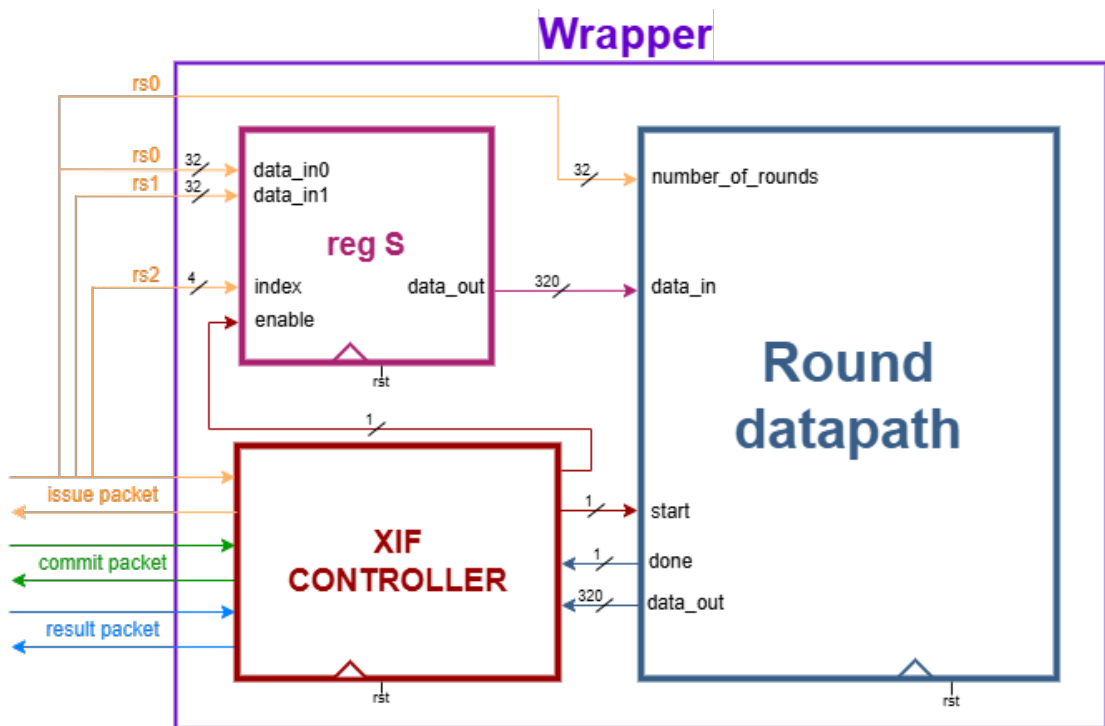 Wrapper
rs0
rs0
32
data_in0
rs1
32
data_in1
32
number_of_rounds
reg S
rs2
4
index
data_out
320
data_in
enable
rst
Round
datapath
1
issue packet
1
start
XIF
CONTROLLER
commit packet
1
done
320
data_out
result packet
rst
rst